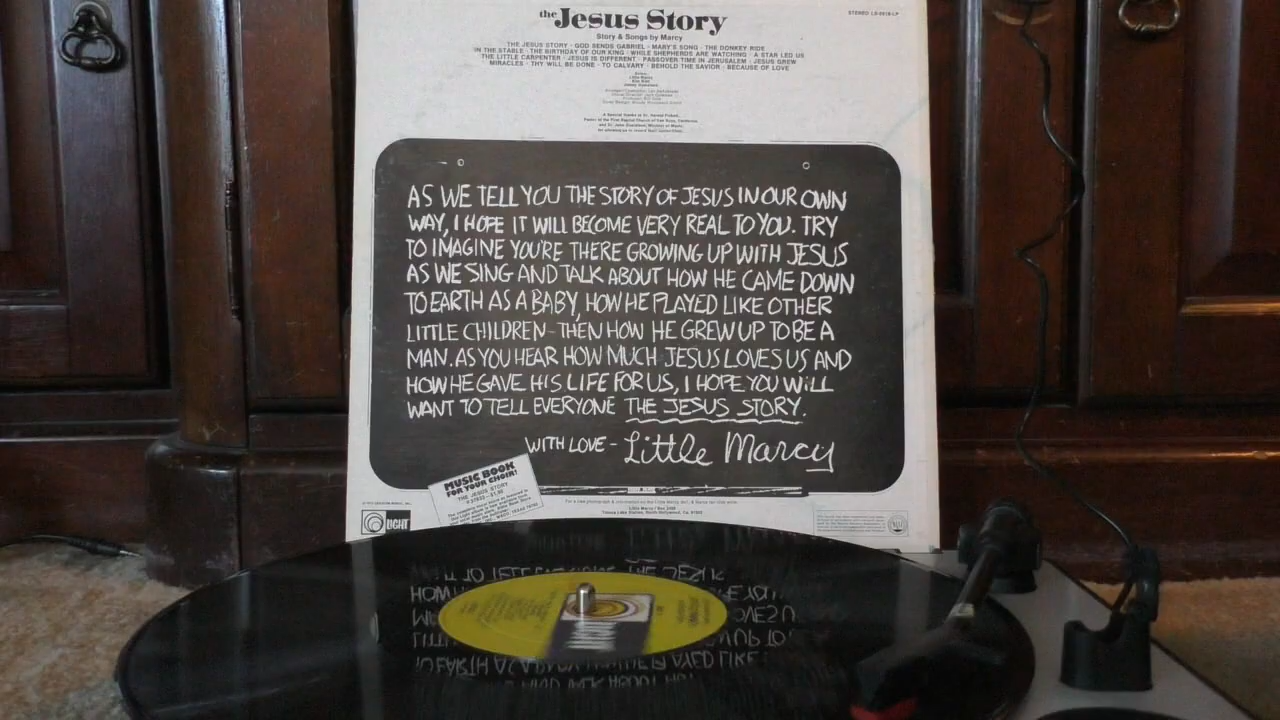 the Jesus Story
STEREO LS-5919-LP
Story & Songs by Marcy
THE JESUS STORY · GOD SENDS GABRIEL · MARY'S SONG · THE DONKEY RIDE
IN THE STABLE · THE BIRTHDAY OF OUR KING · WHILE SHEPHERDS ARE WATCHING · A STAR LED US
THE LITTLE CARPENTER · JESUS IS DIFFERENT · PASSOVER TIME IN JERUSALEM · JESUS GREW
MIRACLES · THY WILL BE DONE · TO CALVARY · BEHOLD THE SAVIOR · BECAUSE OF LOVE
AS WE TELL YOU THE STORY OF JESUS IN OUR OWN
WAY, I HOPE IT WILL BECOME VERY REAL TO YOU. TRY
TO IMAGINE YOU'RE THERE GROWING UP WITH JESUS
AS WE SING AND TALK ABOUT HOW HE CAME DOWN
TO EARTH AS A BABY, HOW HE PLAYED LIKE OTHER
LITTLE CHILDREN - THEN HOW HE GREW UP TO BE A
MAN. AS YOU HEAR HOW MUCH JESUS LOVES US AND
HOW HE GAVE HIS LIFE FOR US, I HOPE YOU WILL
WANT TO TELL EVERYONE THE JESUS STORY.
WITH LOVE - Little Marcy
MUSIC BOOK
FOR YOUR CHOIR!
THE JESUS STORY
LIGHT